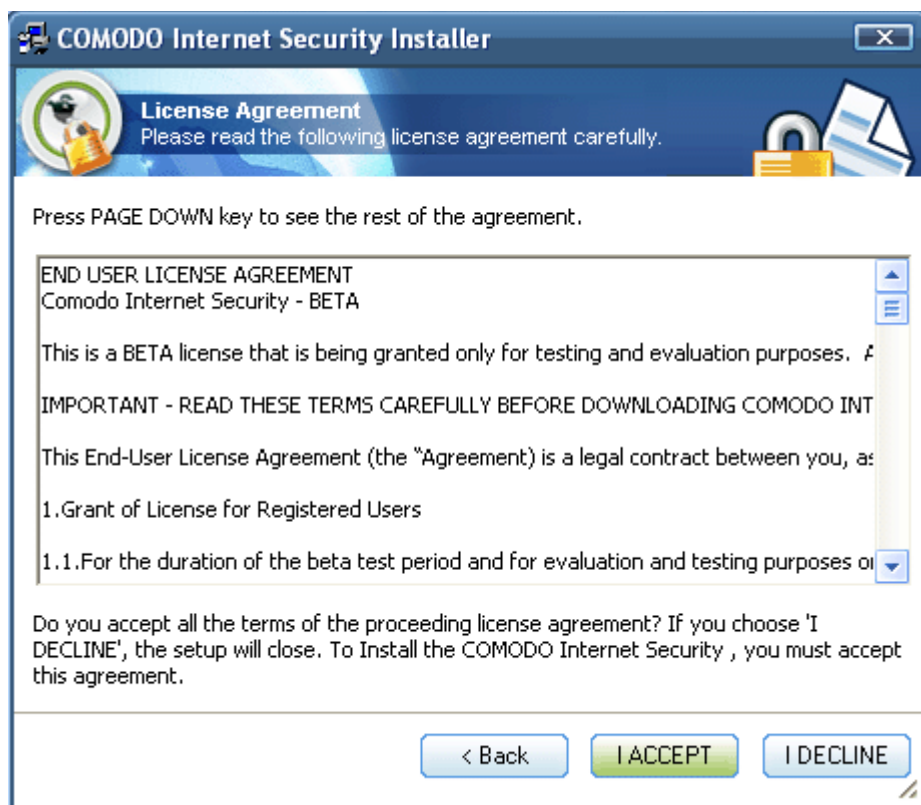 COMODO Internet Security Installer
License Agreement
Please read the following license agreement carefully.
Press PAGE DOWN key to see the rest of the agreement.
END USER LICENSE AGREEMENT
Comodo Internet Security - BETA
This is a BETA license that is being granted only for testing and evaluation purposes.
IMPORTANT - READ THESE TERMS CAREFULLY BEFORE DOWNLOADING COMODO INT
This End-User License Agreement (the "Agreement) is a legal contract between you, as
1.Grant of License for Registered Users
1.1.For the duration of the beta test period and for evaluation and testing purposes
Do you accept all the terms of the proceeding license agreement? If you choose 'I
DECLINE', the setup will close. To Install the COMODO Internet Security , you must accept
this agreement.
< Back
I ACCEPT
I DECLINE